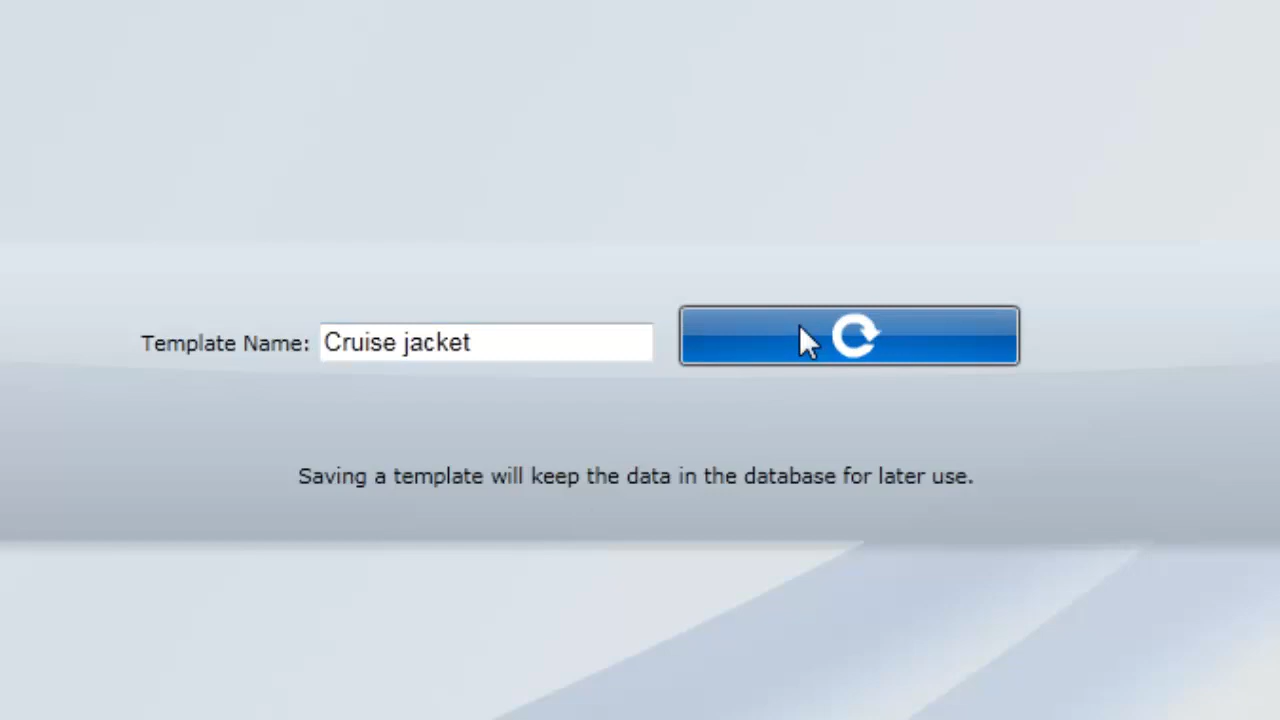 Template Name: Cruise jacket
Saving a template will keep the data in the database for later use.